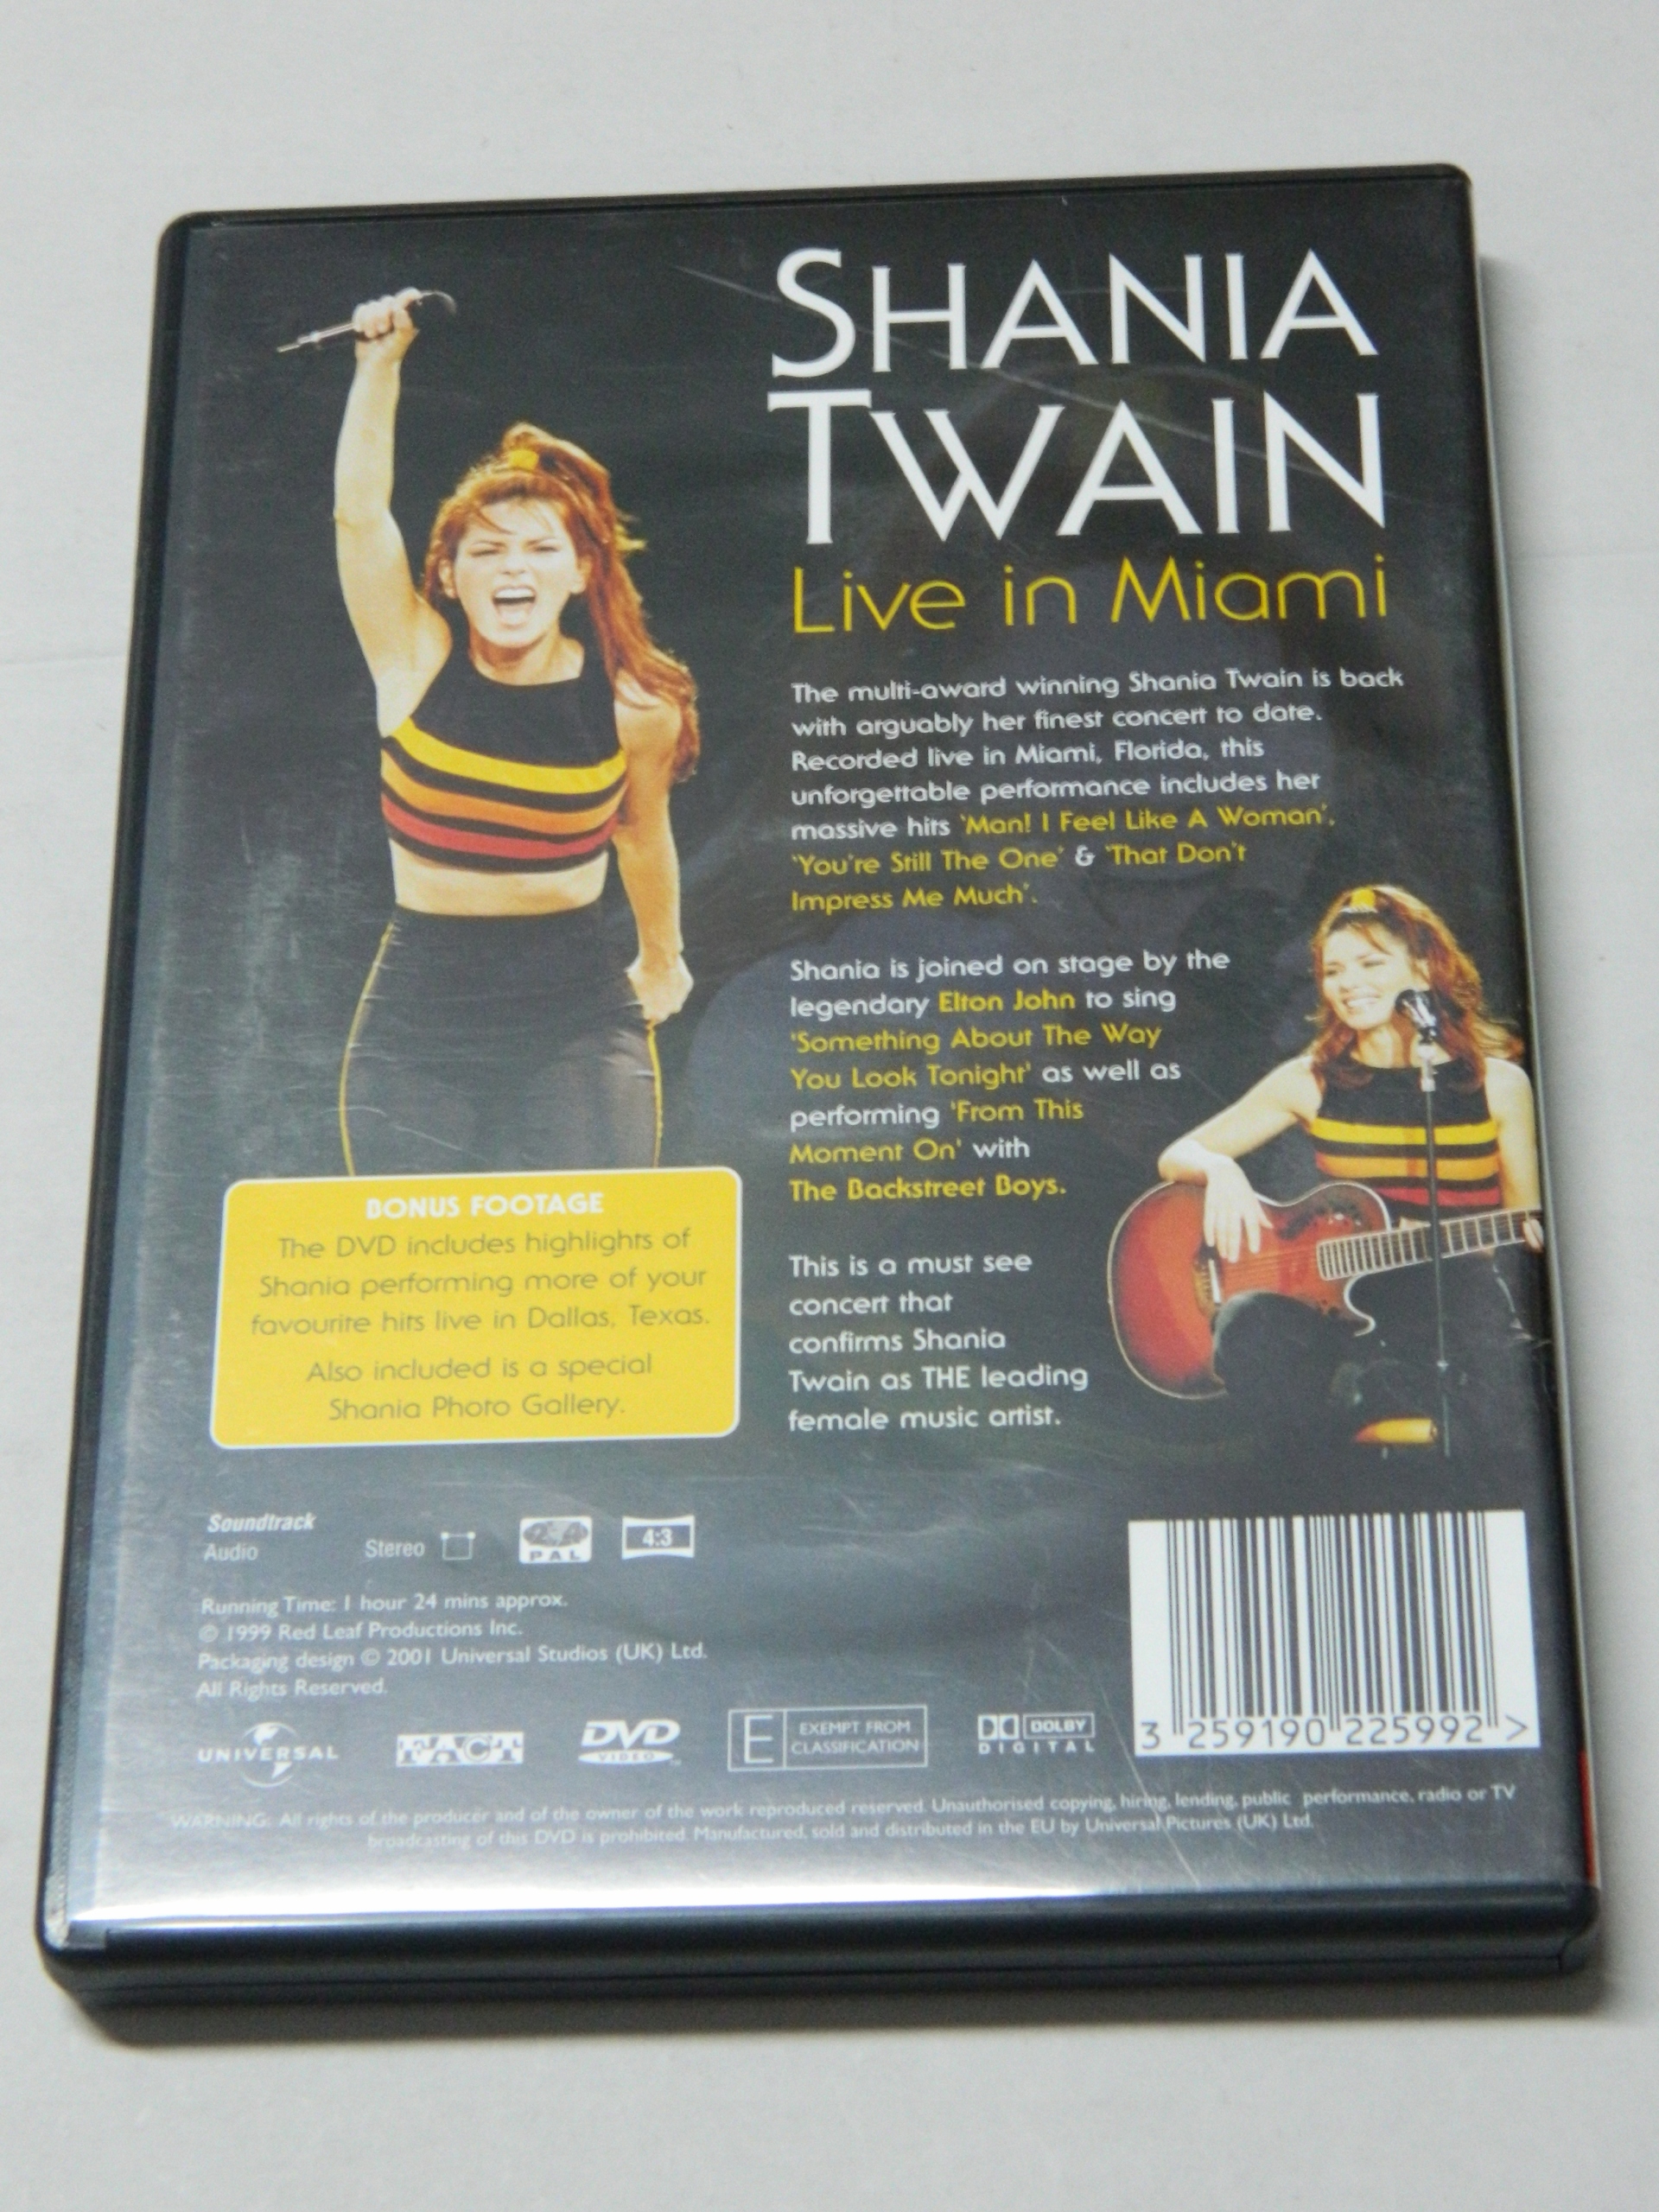 SHANIA
TWAIN
Live in Miami
The multi-award winning Shania Twain is back
with arguably her finest concert to date.
Recorded live in Miami, Florida, this
unforgettable performance includes her
massive hits 'Man! I Feel Like A Woman',
'You're Still The One' & 'That Don't
Impress Me Much'.
Shania is joined on stage by the
legendary Elton John to sing
'Something About The Way
You Look Tonight' as well as
performing 'From This
Moment On' with
The Backstreet Boys.
This is a must see
concert that
confirms Shania
Twain as THE leading
female music artist.
BONUS FOOTAGE
The DVD includes highlights of
Shania performing more of your
favourite hits live in Dallas, Texas.
Also included is a special
Shania Photo Gallery.
Soundtrack
Audio Stereo
2 4
PAL
4:3
Running Time: 1 hour 24 mins approx.
© 1999 Red Leaf Productions Inc.
Packaging design © 2001 Universal Studios (UK) Ltd.
All Rights Reserved.
UNIVERSAL
FACT
DVD
VIDEO
E EXEMPT FROM
CLASSIFICATION
DOLBY
DIGITAL
3 259190 225992 >
WARNING: All rights of the producer and of the owner of the work reproduced reserved. Unauthorised copying, hiring, lending, public performance, radio or TV
broadcasting of this DVD is prohibited. Manufactured, sold and distributed in the EU by Universal Pictures (UK) Ltd.